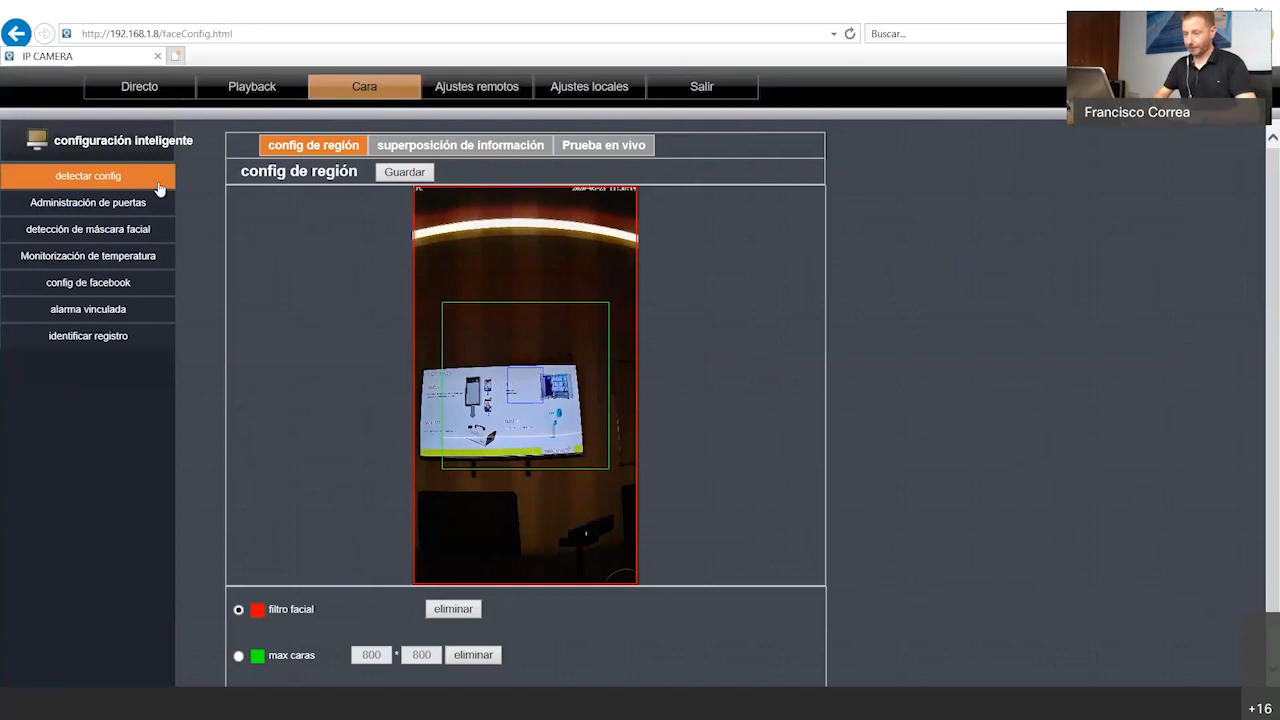 http://192.168.1.8/faceConfig.html
Buscar...
IP CAMERA
Directo
Playback
Cara
Ajustes remotos
Ajustes locales
Salir
Francisco Correa
configuración inteligente
detectar config
Administración de puertas
detección de máscara facial
Monitorización de temperatura
config de facebook
alarma vinculada
identificar registro
config de región
superposición de información
Prueba en vivo
config de región
Guardar
filtro facial
eliminar
max caras
800 * 800
eliminar
+16